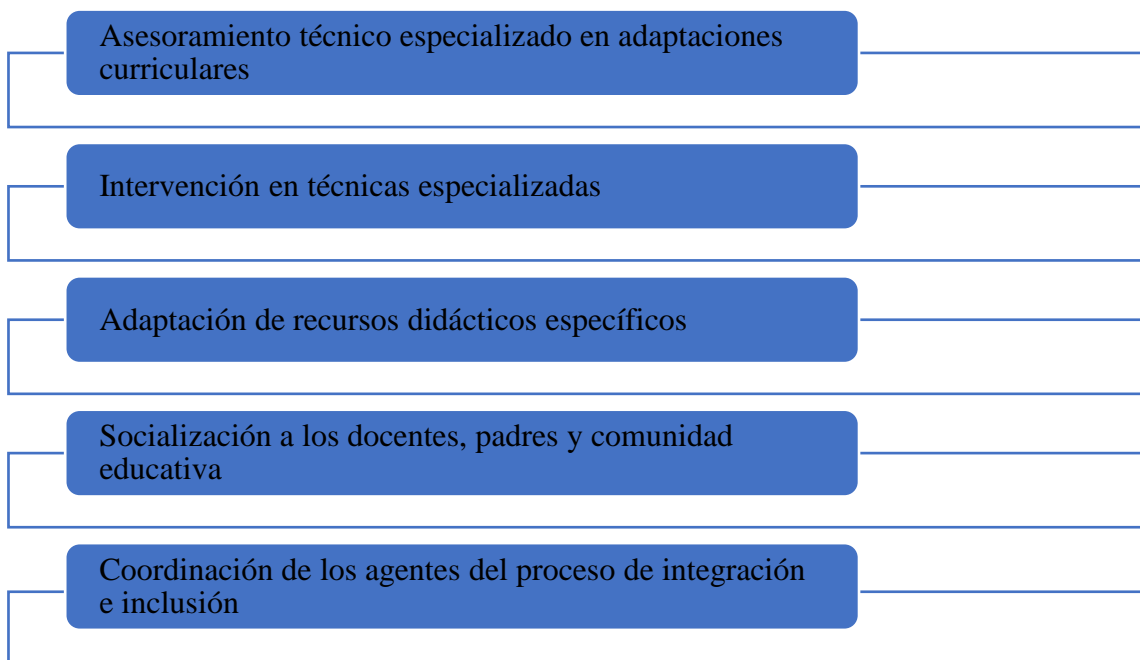 Asesoramiento técnico especializado en adaptaciones
curriculares
Intervención en técnicas especializadas
Adaptación de recursos didácticos específicos
Socialización a los docentes, padres y comunidad
educativa
Coordinación de los agentes del proceso de integración
e inclusión